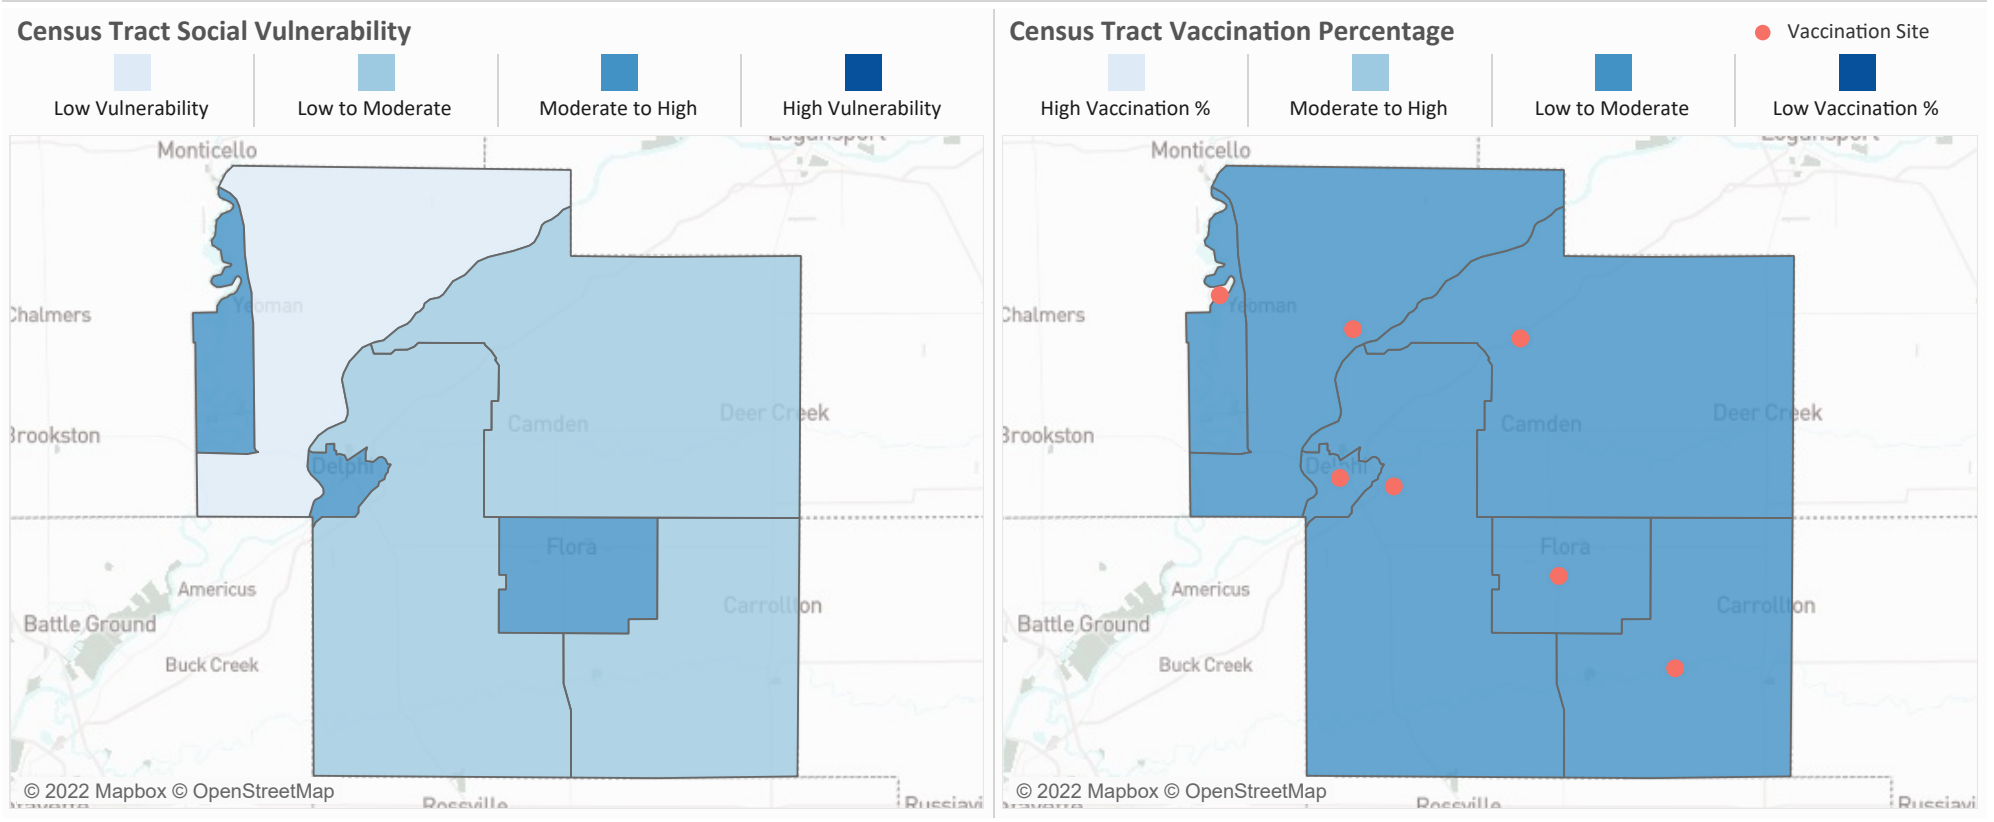 Census Tract Social Vulnerability
Low Vulnerability
Low to Moderate
Moderate to High
High Vulnerability
Monticello
Logansport
Yeoman
Chalmers
Camden
Deer Creek
Brookston
Delphi
Flora
Americus
Carrollton
Battle Ground
Buck Creek
© 2022 Mapbox © OpenStreetMap
Rossville
Census Tract Vaccination Percentage
Vaccination Site
High Vaccination %
Moderate to High
Low to Moderate
Low Vaccination %
Monticello
Logansport
Yeoman
Chalmers
Camden
Deer Creek
Brookston
Delphi
Flora
Americus
Carrollton
Battle Ground
Buck Creek
© 2022 Mapbox © OpenStreetMap
Rossville